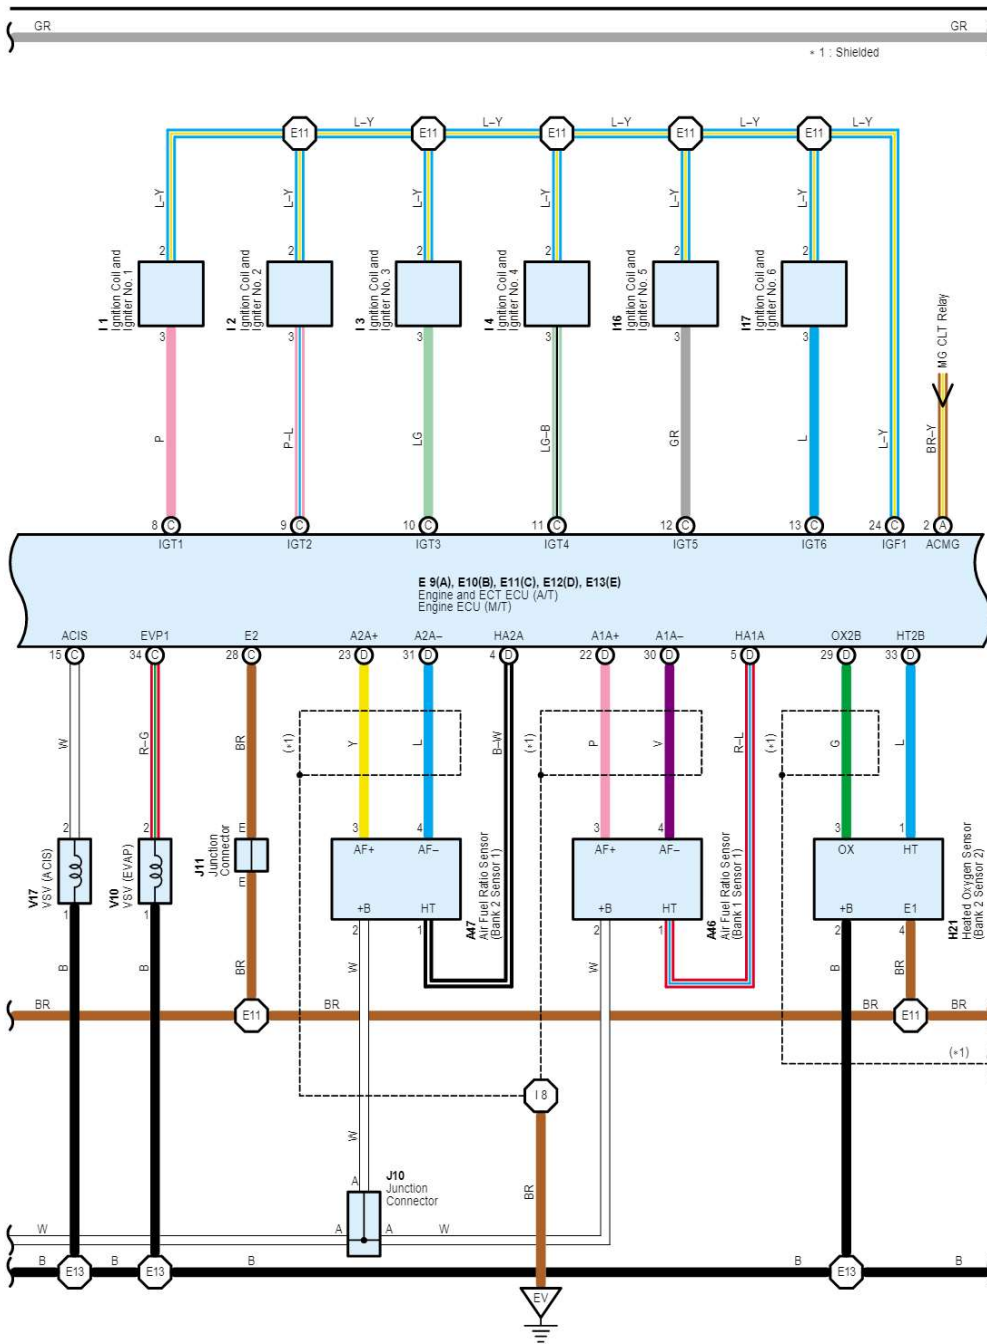 GR GR
* 1 : Shielded
E11 L-Y E11 L-Y E11 L-Y E11 L-Y E11 L-Y
L-Y L-Y L-Y L-Y L-Y L-Y
2 2 2 2 2 2
I 1
Ignition Coil and
Igniter No. 1
I 2
Ignition Coil and
Igniter No. 2
I 3
Ignition Coil and
Igniter No. 3
I 4
Ignition Coil and
Igniter No. 4
I16
Ignition Coil and
Igniter No. 5
I17
Ignition Coil and
Igniter No. 6
MG CLT Relay
3 3 3 3 3 3
P P-L LG LG-B GR L L-Y BR-Y
8 C 9 C 10 C 11 C 12 C 13 C 24 C 2 A
IGT1 IGT2 IGT3 IGT4 IGT5 IGT6 IGF1 ACMG
E 9(A), E10(B), E11(C), E12(D), E13(E)
Engine and ECT ECU (A/T)
Engine ECU (M/T)
ACIS EVP1 E2 A2A+ A2A- HA2A A1A+ A1A- HA1A OX2B HT2B
15 C 34 C 28 C 23 D 31 D 4 D 22 D 30 D 5 D 29 D 33 D
W R-G BR (*1) Y L B-W (*1) P V R-L (*1) G L
2 2 E 3 4 3 4 3 1
V17
VSV (ACIS)
V10
VSV (EVAP)
J11
Junction
Connector
AF+ AF- AF+ AF- OX HT
A47
Air Fuel Ratio Sensor
(Bank 2 Sensor 1)
A46
Air Fuel Ratio Sensor
(Bank 1 Sensor 1)
H21
Heated Oxygen Sensor
(Bank 2 Sensor 2)
E
+B HT +B HT +B E1
1 1 2 1 2 1 2 4
B B BR W W B BR
BR E11 BR BR E11 BR
(*1)
I 8
W BR
A
J10
Junction
Connector
W A A W
B E13 B E13 B B E13 B
EV